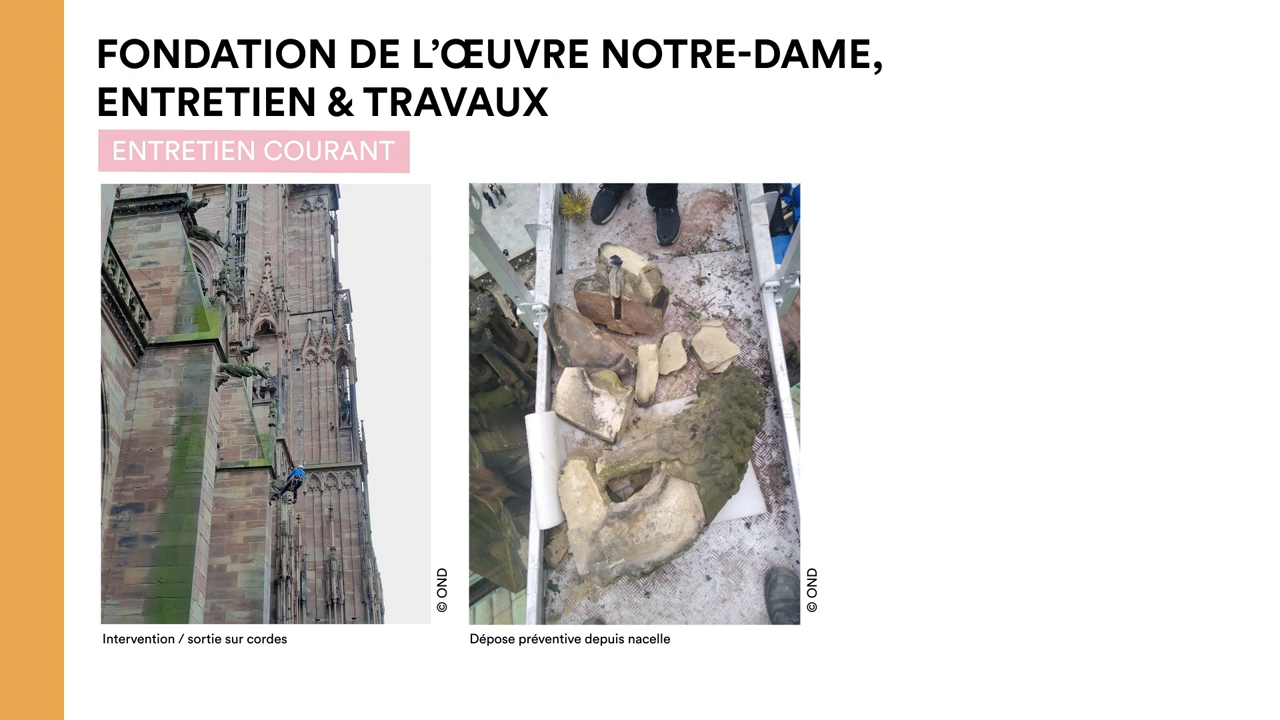 FONDATION DE L’ŒUVRE NOTRE-DAME,
ENTRETIEN & TRAVAUX
ENTRETIEN COURANT
© OND
© OND
Intervention / sortie sur cordes
Dépose préventive depuis nacelle